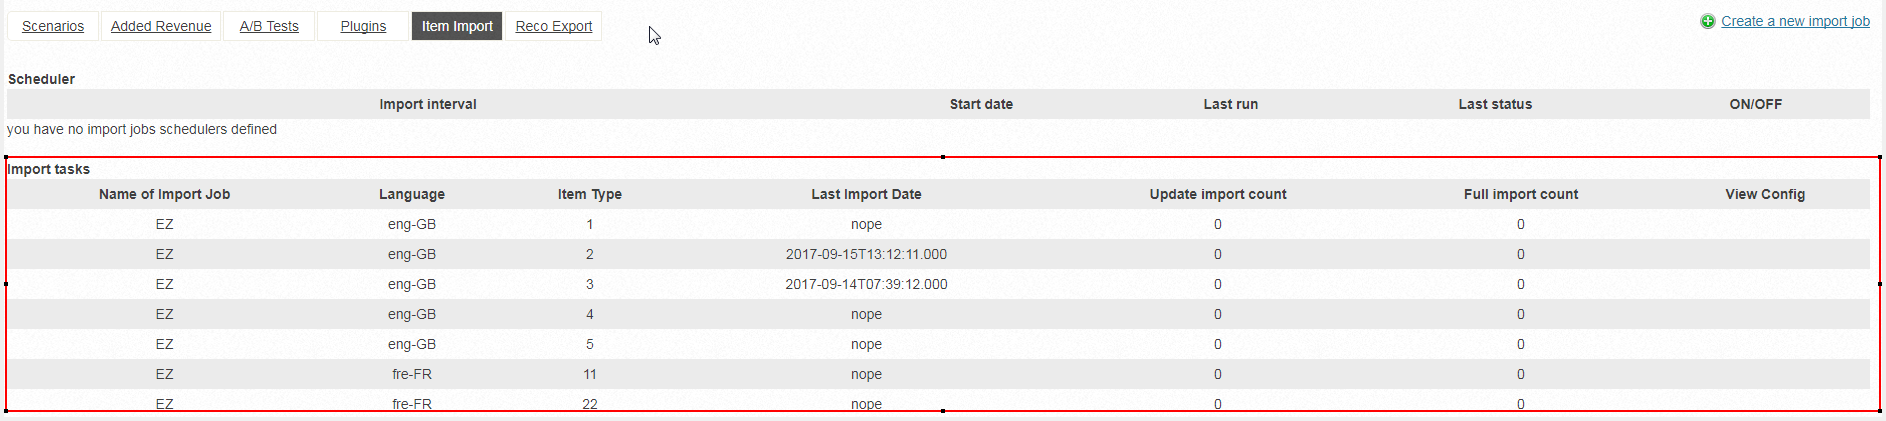 Scenarios Added Revenue A/B Tests Plugins Item Import Reco Export Create a new import job
Scheduler
Import interval Start date Last run Last status ON/OFF
you have no import jobs schedulers defined
Import tasks
Name of Import Job Language Item Type Last Import Date Update import count Full import count View Config
EZ eng-GB 1 nope 0 0
EZ eng-GB 2 2017-09-15T13:12:11.000 0 0
EZ eng-GB 3 2017-09-14T07:39:12.000 0 0
EZ eng-GB 4 nope 0 0
EZ eng-GB 5 nope 0 0
EZ fre-FR 11 nope 0 0
EZ fre-FR 22 nope 0 0